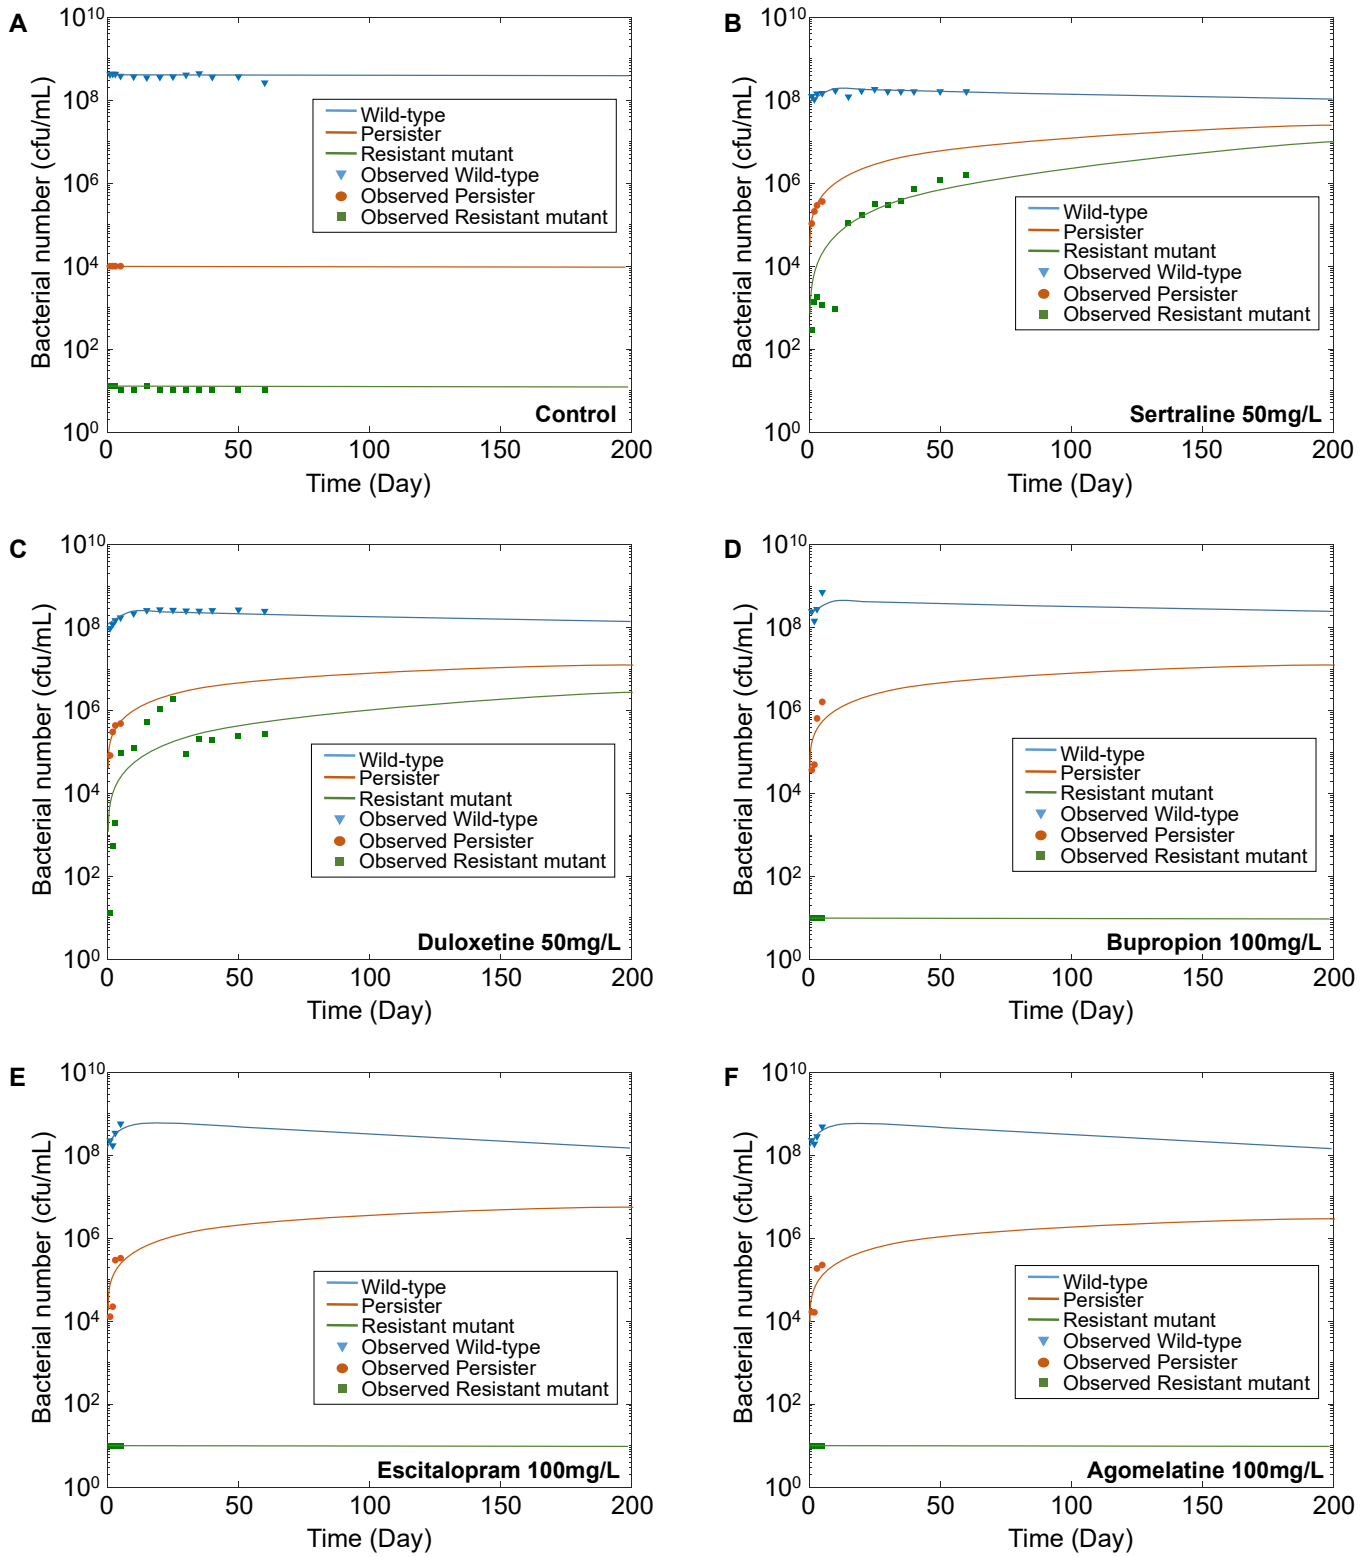 A
Bacterial number (cfu/mL)
10^10
10^8
10^6
10^4
10^2
10^0
Wild-type
Persister
Resistant mutant
Observed Wild-type
Observed Persister
Observed Resistant mutant
Control
0 50 100 150 200
Time (Day)
B
Bacterial number (cfu/mL)
10^10
10^8
10^6
10^4
10^2
10^0
Wild-type
Persister
Resistant mutant
Observed Wild-type
Observed Persister
Observed Resistant mutant
Sertraline 50mg/L
0 50 100 150 200
Time (Day)
C
Bacterial number (cfu/mL)
10^10
10^8
10^6
10^4
10^2
10^0
Wild-type
Persister
Resistant mutant
Observed Wild-type
Observed Persister
Observed Resistant mutant
Duloxetine 50mg/L
0 50 100 150 200
Time (Day)
D
Bacterial number (cfu/mL)
10^10
10^8
10^6
10^4
10^2
10^0
Wild-type
Persister
Resistant mutant
Observed Wild-type
Observed Persister
Observed Resistant mutant
Bupropion 100mg/L
0 50 100 150 200
Time (Day)
E
Bacterial number (cfu/mL)
10^10
10^8
10^6
10^4
10^2
10^0
Wild-type
Persister
Resistant mutant
Observed Wild-type
Observed Persister
Observed Resistant mutant
Escitalopram 100mg/L
0 50 100 150 200
Time (Day)
F
Bacterial number (cfu/mL)
10^10
10^8
10^6
10^4
10^2
10^0
Wild-type
Persister
Resistant mutant
Observed Wild-type
Observed Persister
Observed Resistant mutant
Agomelatine 100mg/L
0 50 100 150 200
Time (Day)